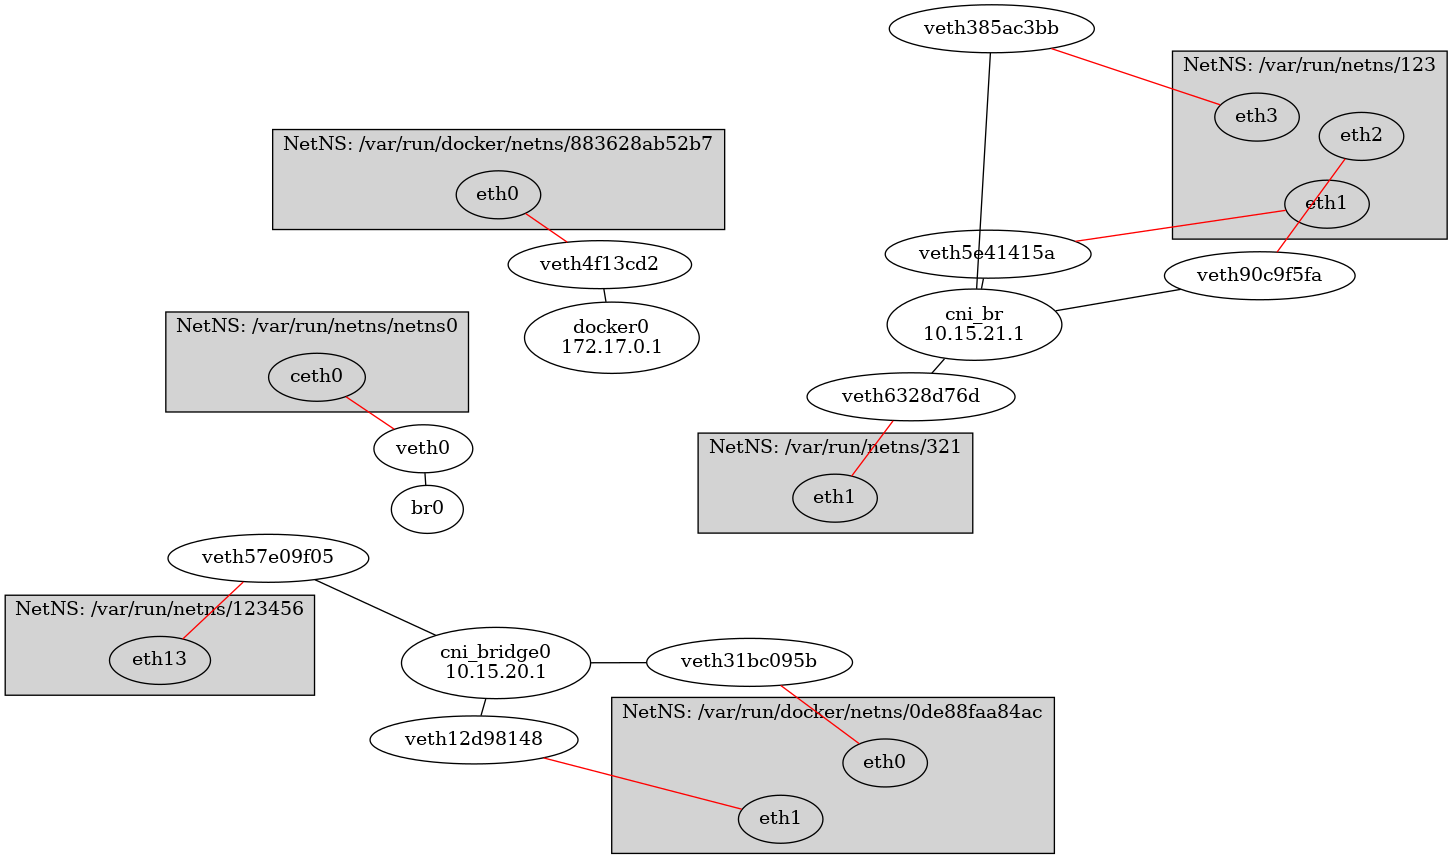 veth385ac3bb
NetNS: /var/run/netns/123
eth3
eth2
eth1
NetNS: /var/run/docker/netns/883628ab52b7
eth0
veth4f13cd2
docker0
172.17.0.1
veth5e41415a
veth90c9f5fa
cni_br
10.15.21.1
NetNS: /var/run/netns/netns0
ceth0
veth0
br0
veth6328d76d
NetNS: /var/run/netns/321
eth1
veth57e09f05
NetNS: /var/run/netns/123456
eth13
cni_bridge0
10.15.20.1
veth31bc095b
veth12d98148
NetNS: /var/run/docker/netns/0de88faa84ac
eth0
eth1